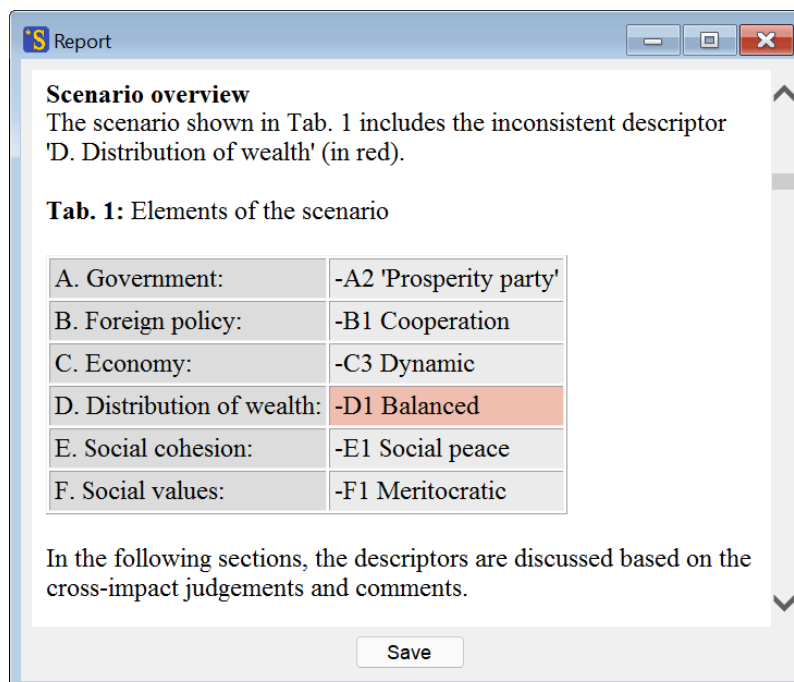 Report
Scenario overview
The scenario shown in Tab. 1 includes the inconsistent descriptor
'D. Distribution of wealth' (in red).
Tab. 1: Elements of the scenario
A. Government: -A2 'Prosperity party'
B. Foreign policy: -B1 Cooperation
C. Economy: -C3 Dynamic
D. Distribution of wealth: -D1 Balanced
E. Social cohesion: -E1 Social peace
F. Social values: -F1 Meritocratic
In the following sections, the descriptors are discussed based on the
cross-impact judgements and comments.
Save